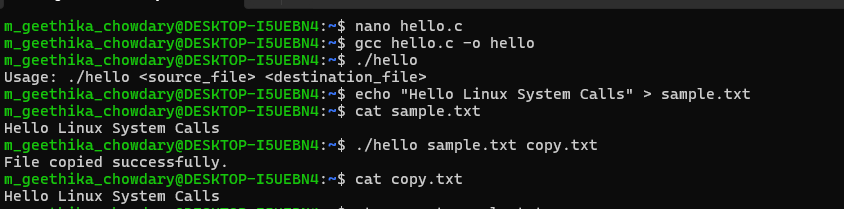 m_geethika_chowdary@DESKTOP-I5UEBN4:~$ nano hello.c
m_geethika_chowdary@DESKTOP-I5UEBN4:~$ gcc hello.c -o hello
m_geethika_chowdary@DESKTOP-I5UEBN4:~$ ./hello
Usage: ./hello <source_file> <destination_file>
m_geethika_chowdary@DESKTOP-I5UEBN4:~$ echo "Hello Linux System Calls" > sample.txt
m_geethika_chowdary@DESKTOP-I5UEBN4:~$ cat sample.txt
Hello Linux System Calls
m_geethika_chowdary@DESKTOP-I5UEBN4:~$ ./hello sample.txt copy.txt
File copied successfully.
m_geethika_chowdary@DESKTOP-I5UEBN4:~$ cat copy.txt
Hello Linux System Calls
m_geethika_chowdary@DESKTOP-I5UEBN4:~$